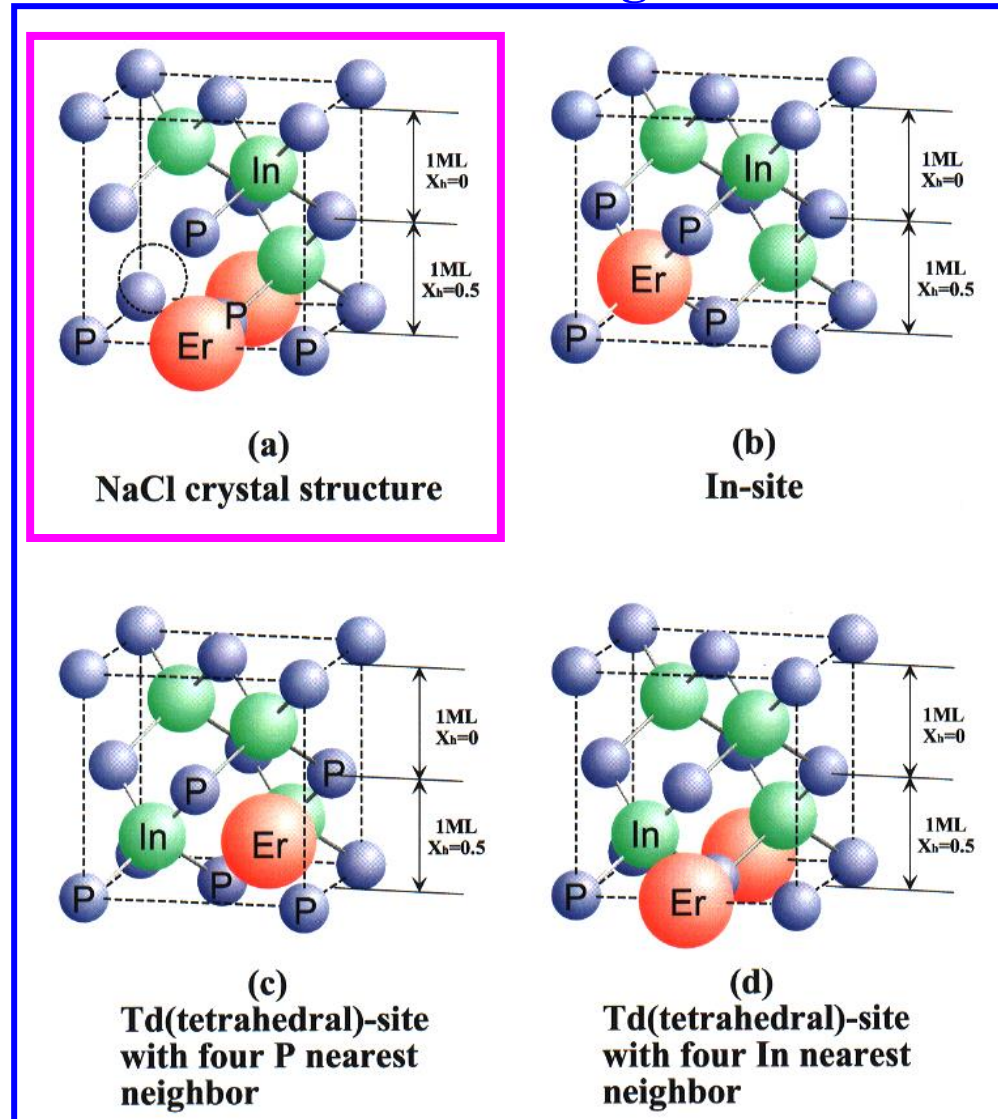 In
P
P
Er
P
P
1ML
Xh=0
1ML
Xh=0.5
(a)
NaCl crystal structure
In
P
P
Er
P
P
1ML
Xh=0
1ML
Xh=0.5
(b)
In-site
P
P
In
Er
P
P
P
1ML
Xh=0
1ML
Xh=0.5
(c)
Td(tetrahedral)-site
with four P nearest
neighbor
In
P
Er
1ML
Xh=0
1ML
Xh=0.5
(d)
Td(tetrahedral)-site
with four In nearest
neighbor